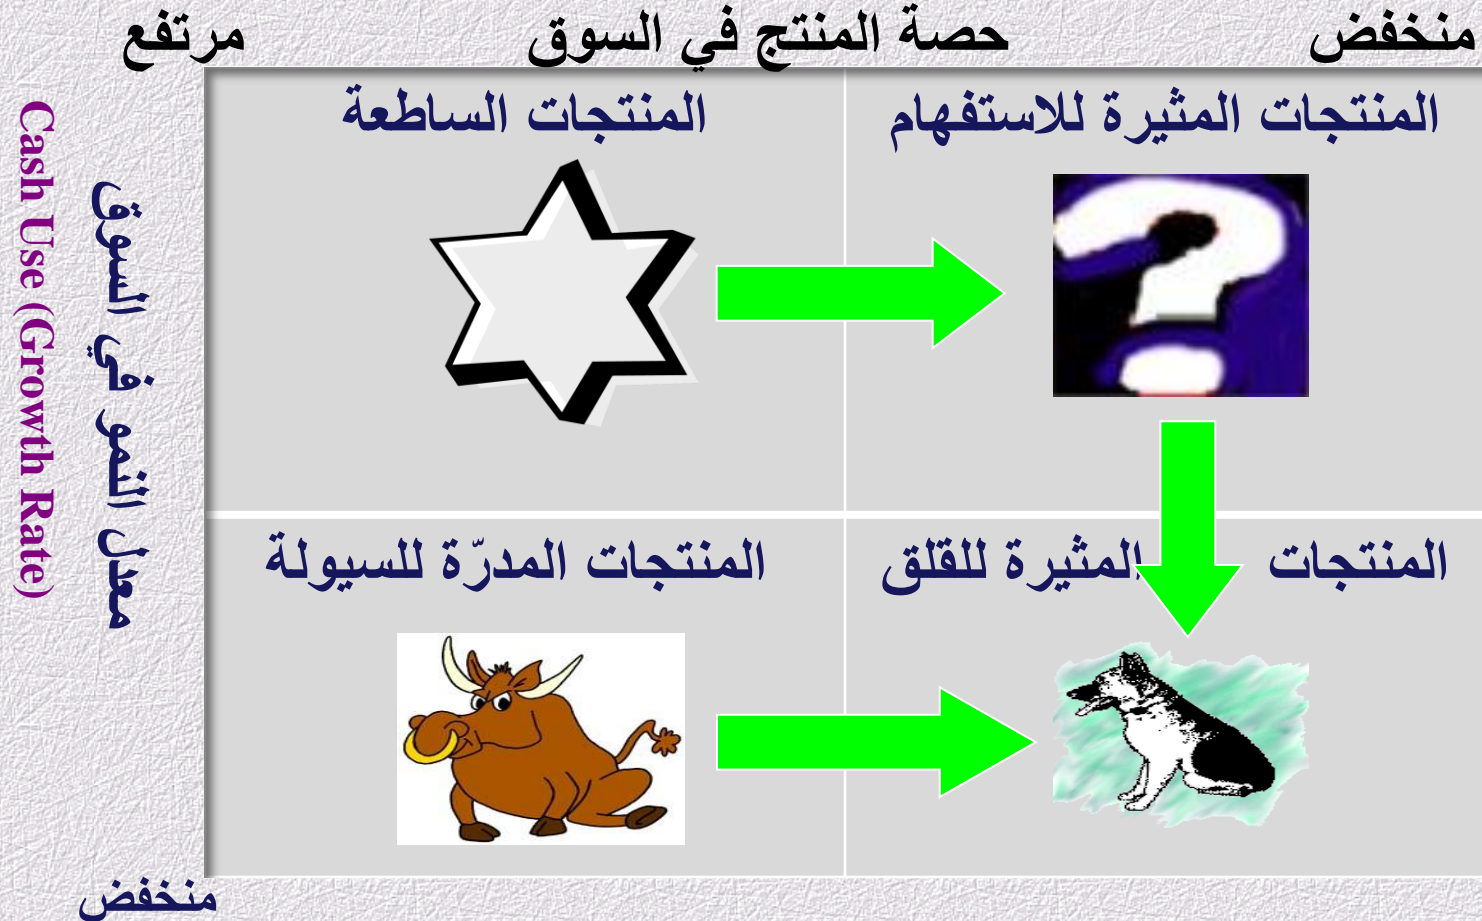 منخفض حصة المنتج في السوق مرتفع
المنتجات المثيرة للاستفهام
المنتجات الساطعة
معدل النمو في السوق
Cash Use (Growth Rate)
المنتجات المثيرة للقلق
المنتجات المدرّة للسيولة
منخفض